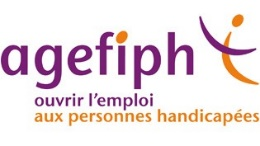 agefiph
ouvrir l'emploi
aux personnes handicapées